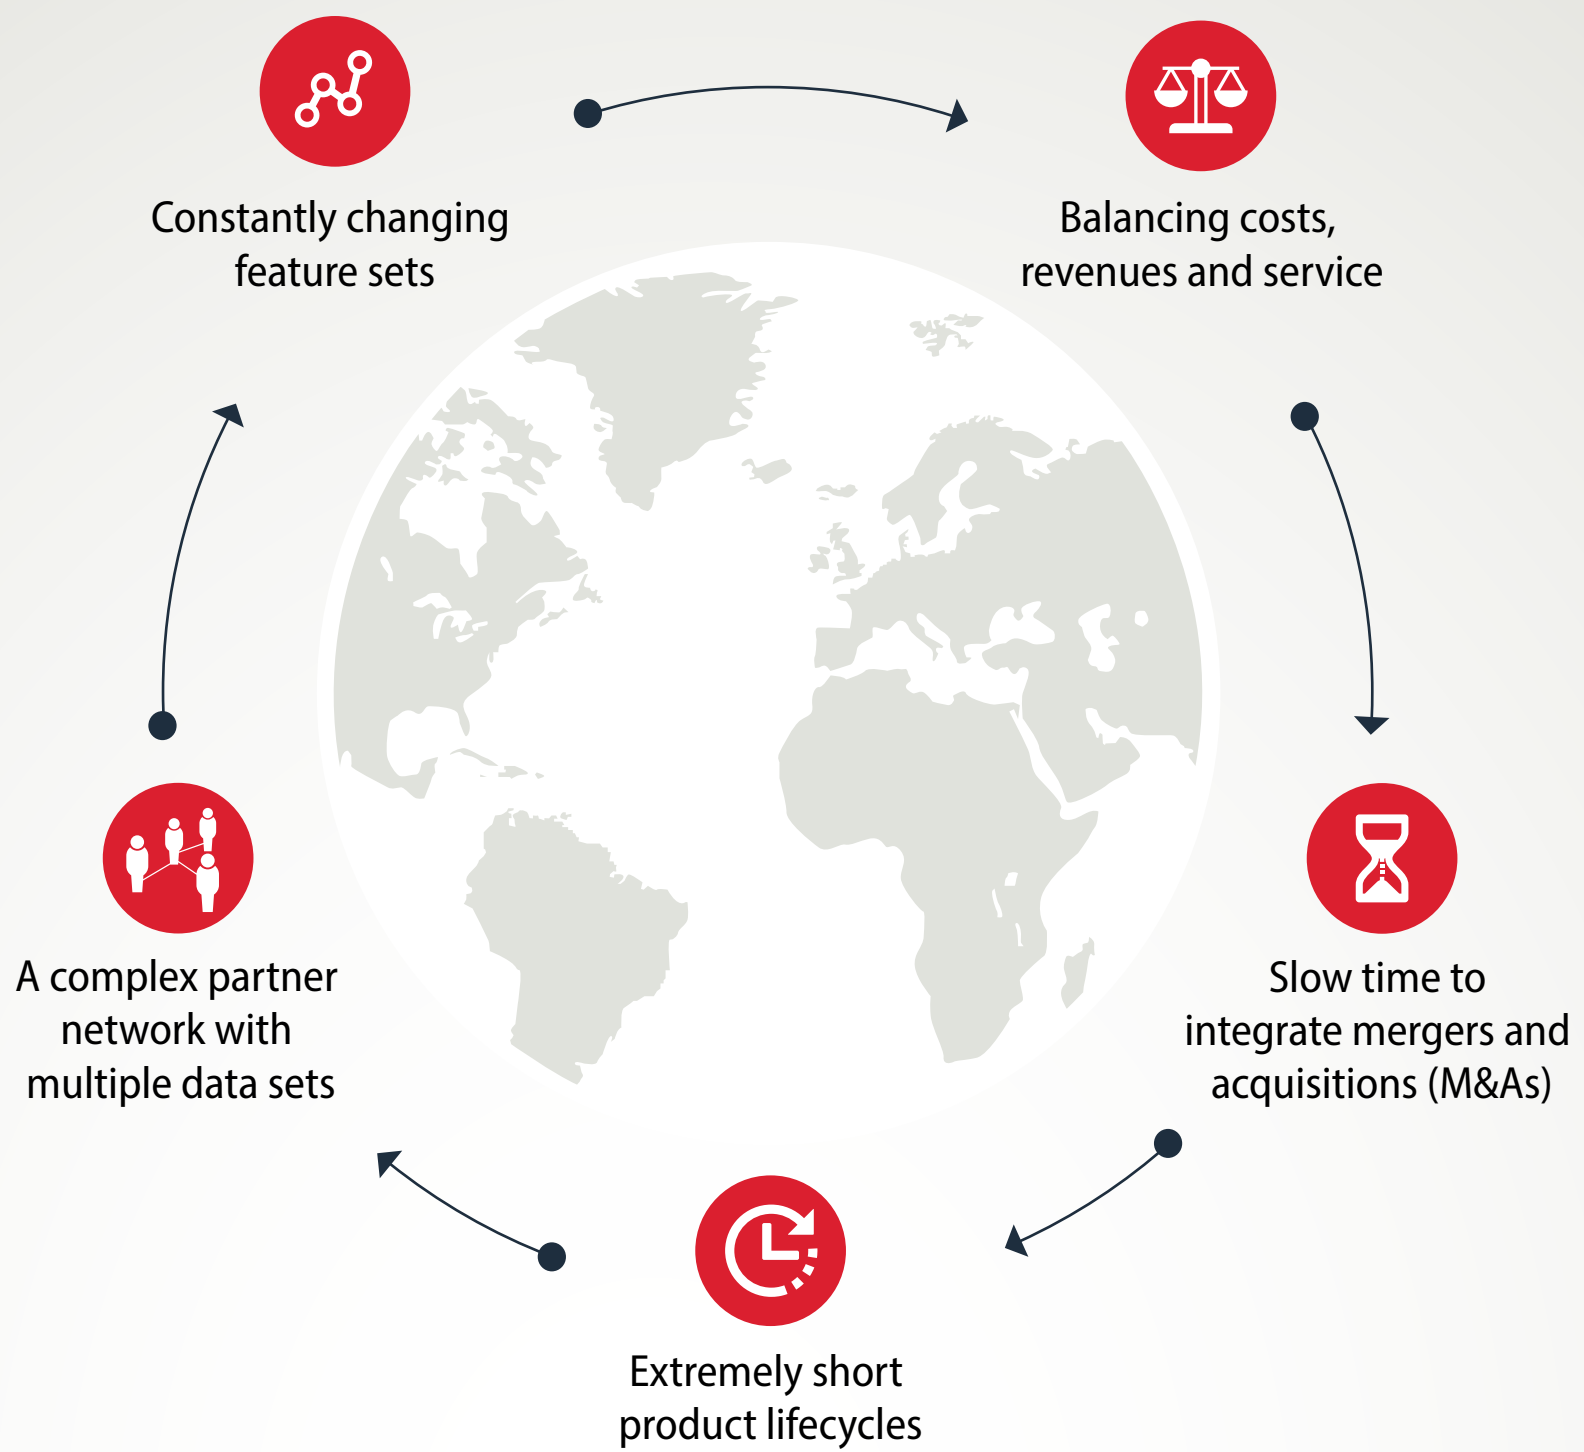 Constantly changing
feature sets
Balancing costs,
revenues and service
A complex partner
network with
multiple data sets
Slow time to
integrate mergers and
acquisitions (M&As)
Extremely short
product lifecycles